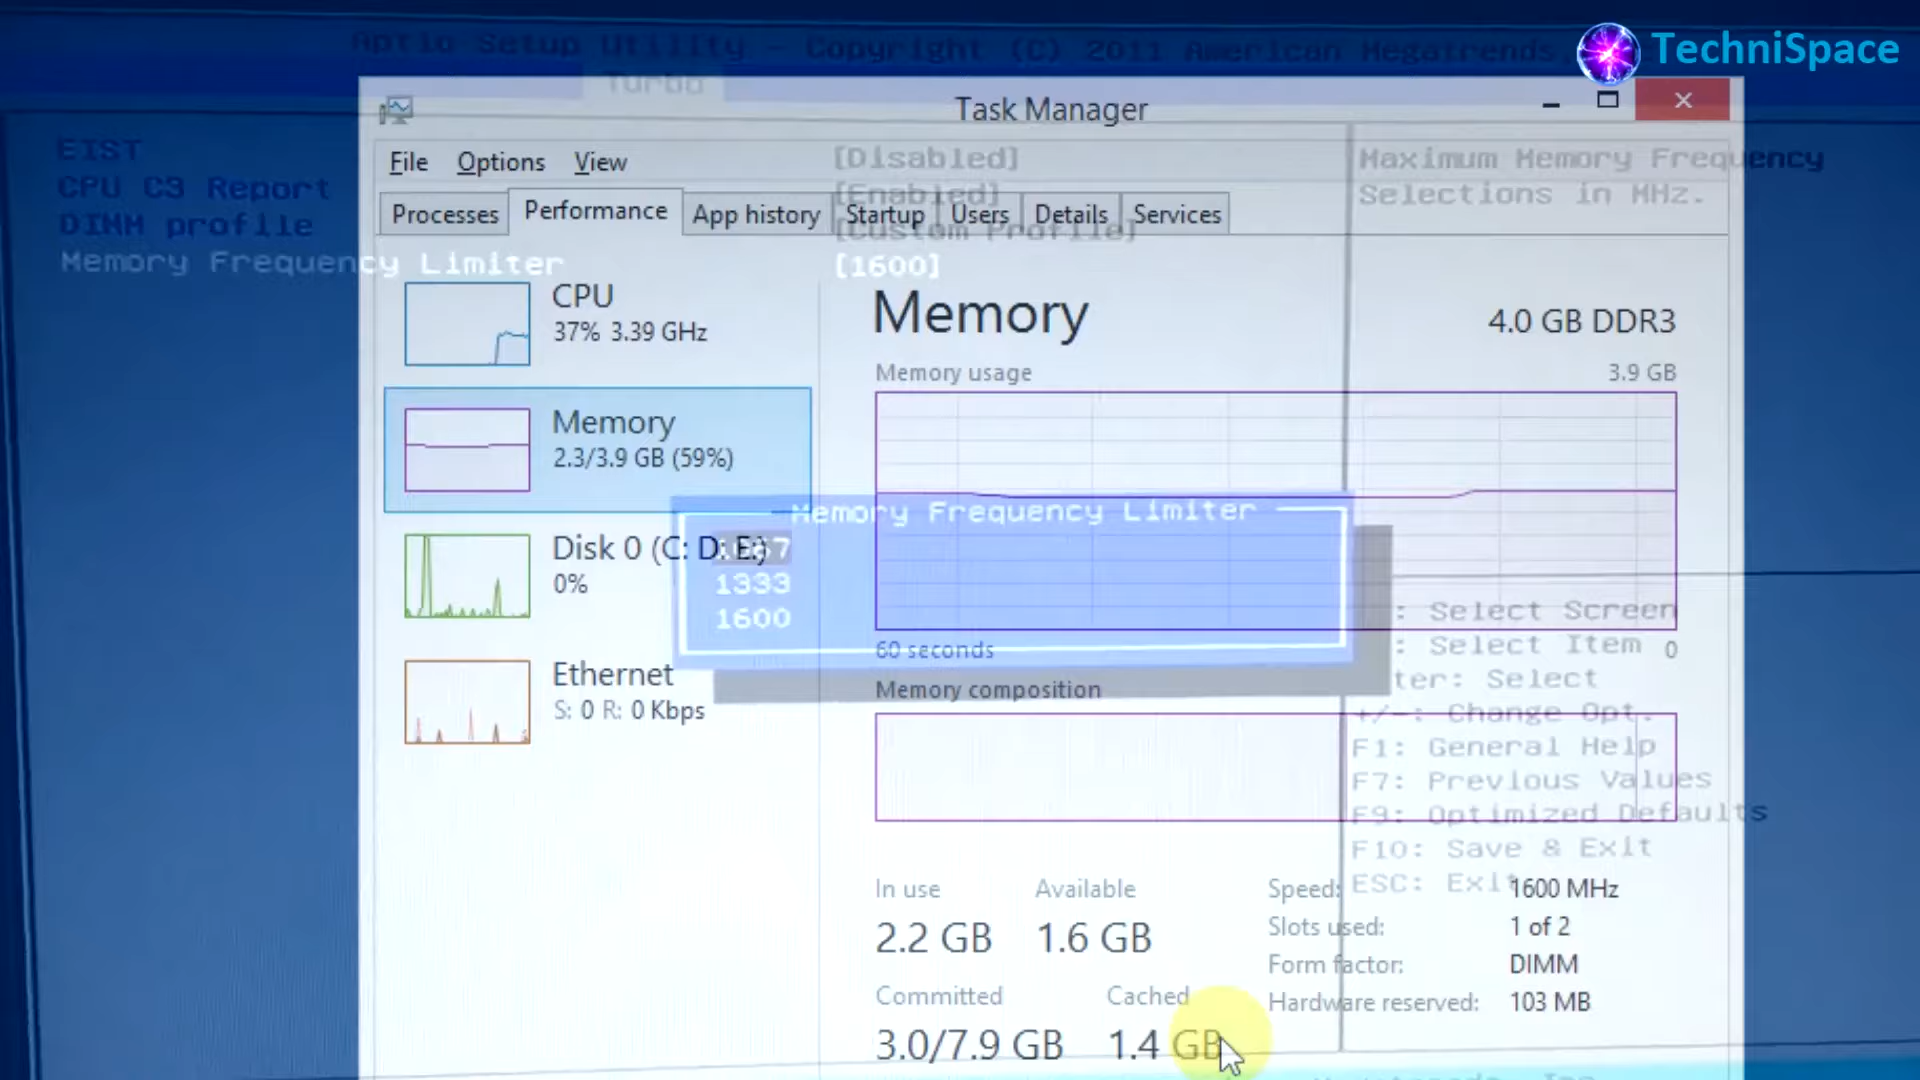 TechniSpace
Aptio Setup Utility - Copyright (C) 2011 American Megatrends,
Turbo
EIST
CPU C3 Report
DIMM profile
Memory Frequency Limiter
[Disabled]
[Enabled]
[Custom Profile]
[1600]
Maximum Memory Frequency
Selections in MHz.
Memory Frequency Limiter
1333
1600
: Select Screen
: Select Item
ter: Select
+/-: Change Opt.
F1: General Help
F7: Previous Values
F9: Optimized Defaults
F10: Save & Exit
ESC: Exit
Task Manager
File Options View
Processes Performance App history Startup Users Details Services
CPU
37% 3.39 GHz
Memory
2.3/3.9 GB (59%)
Disk 0 (C: D: E:)
0%
Ethernet
S: 0 R: 0 Kbps
Memory 4.0 GB DDR3
Memory usage 3.9 GB
60 seconds 0
Memory composition
In use Available
2.2 GB 1.6 GB
Committed Cached
3.0/7.9 GB 1.4 GB
Speed: 1600 MHz
Slots used: 1 of 2
Form factor: DIMM
Hardware reserved: 103 MB